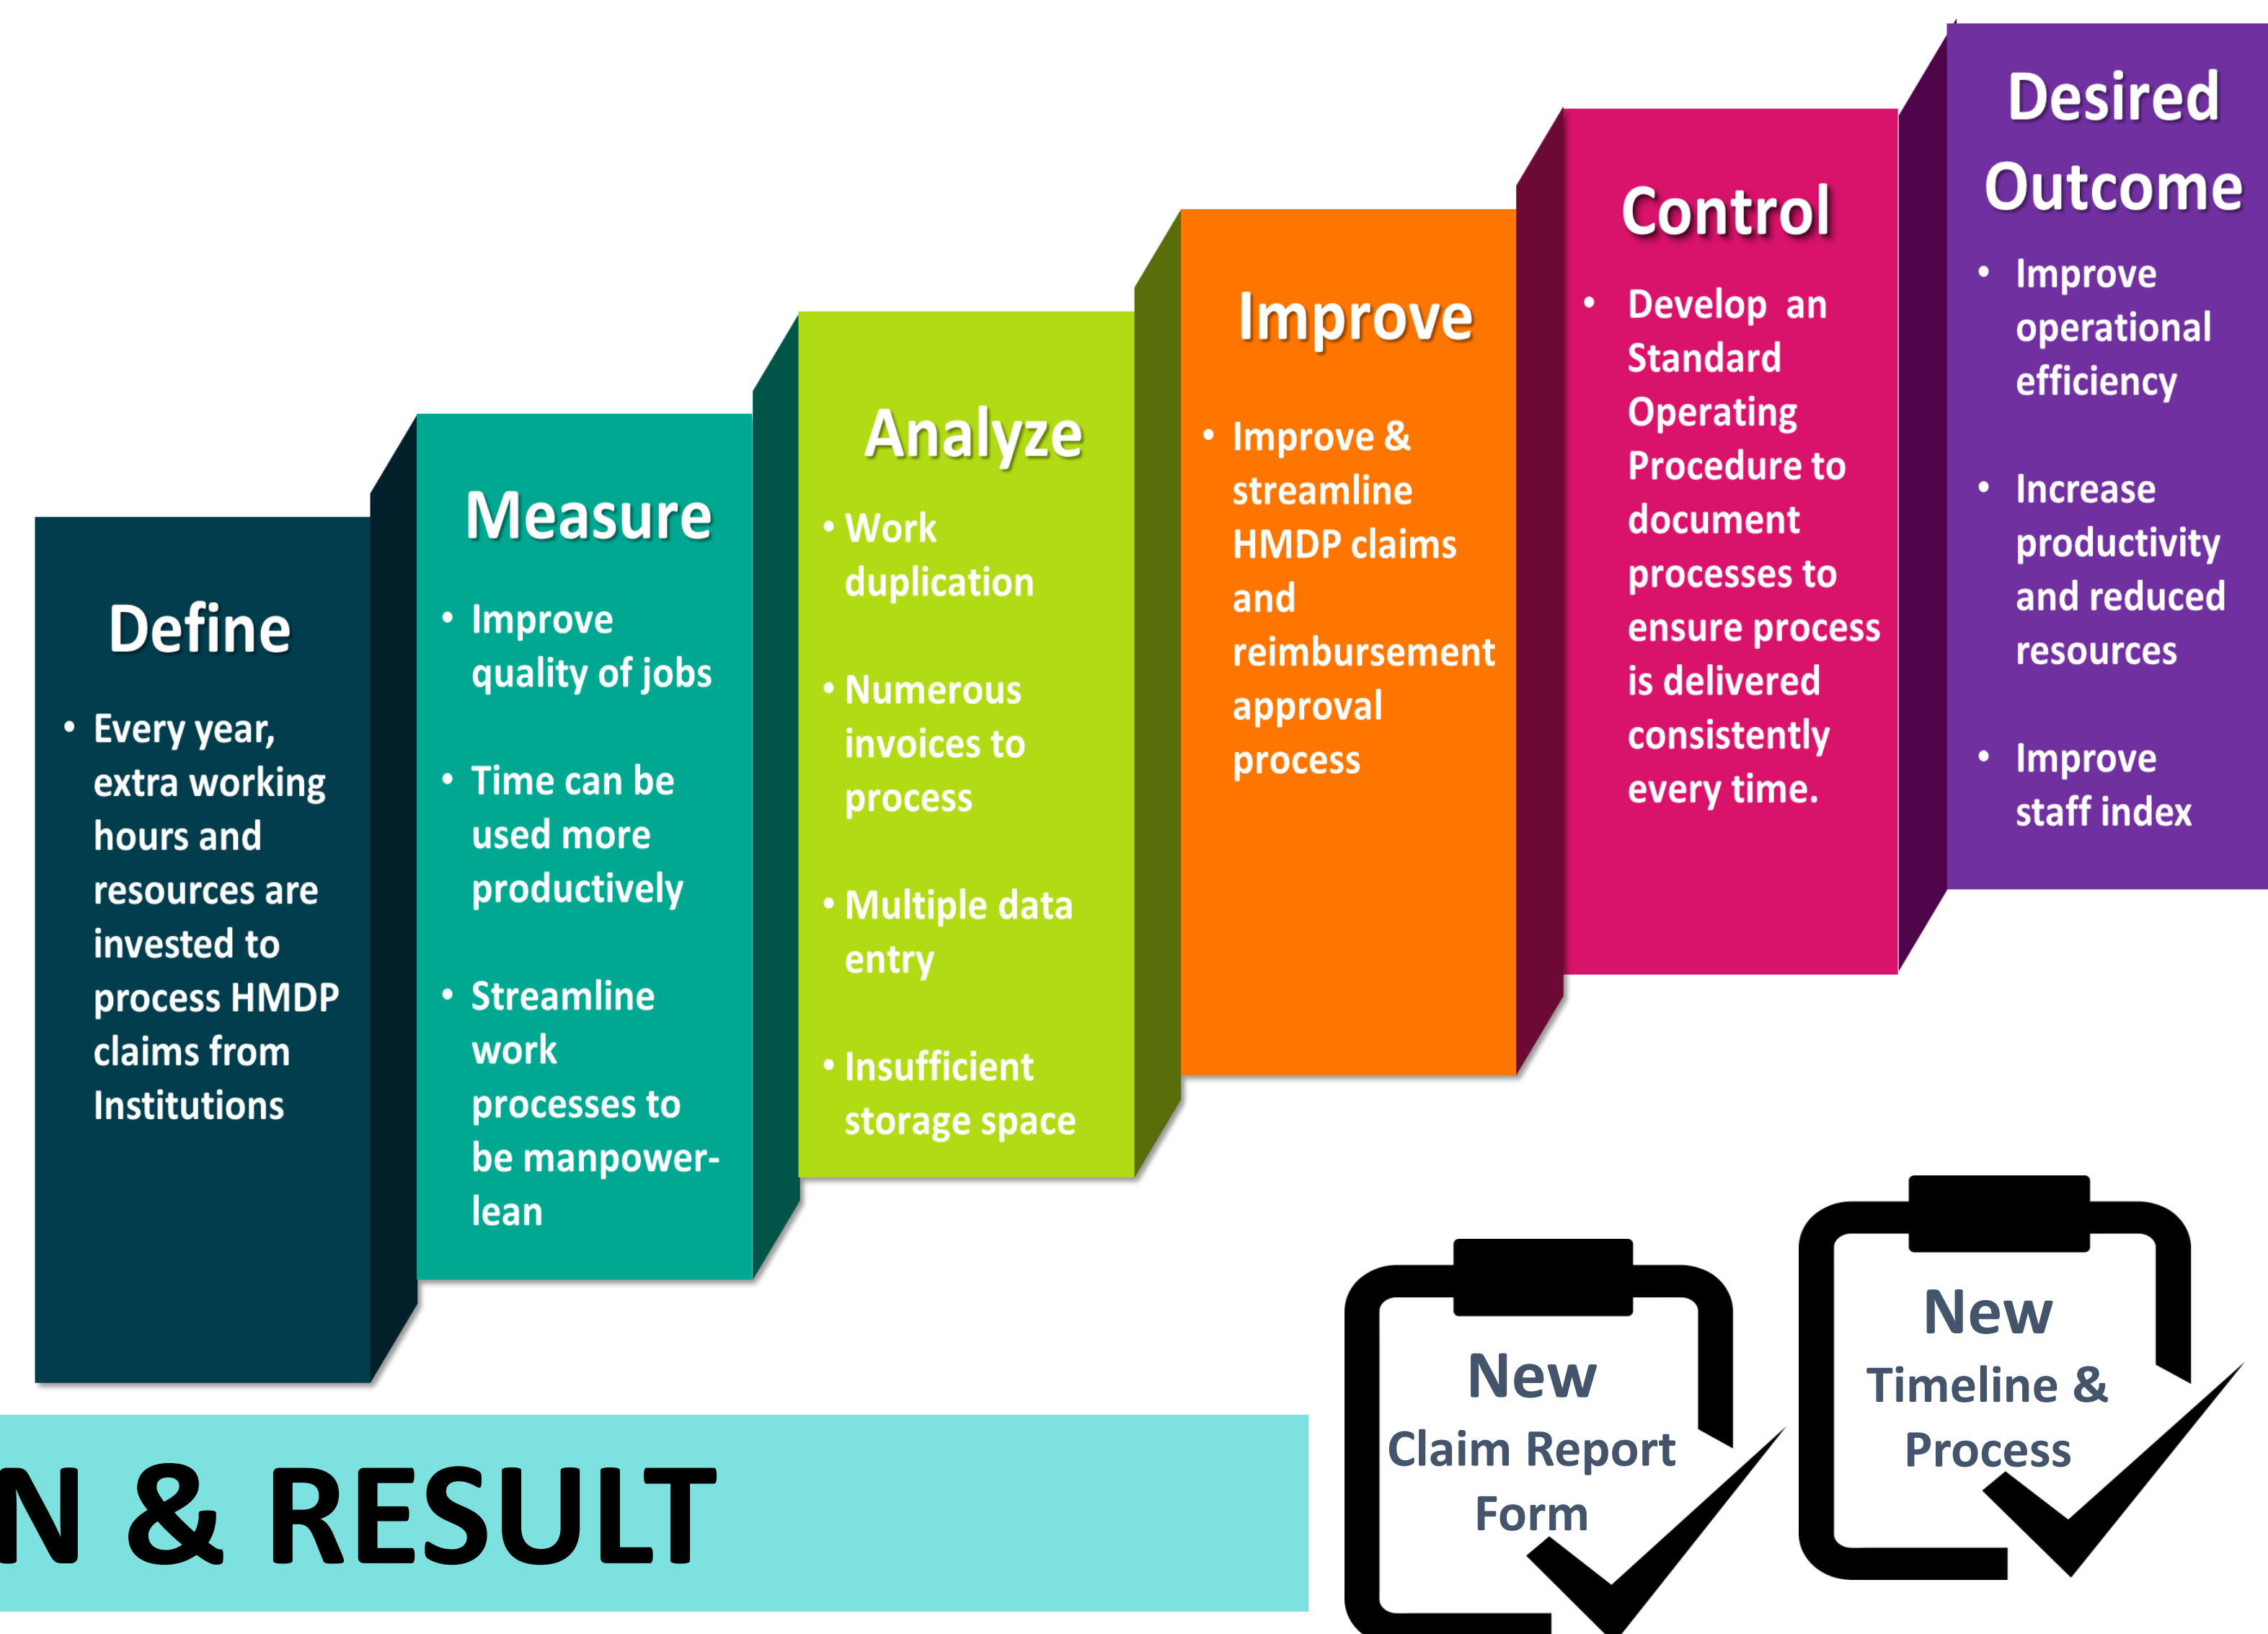 Define
• Every year,
extra working
hours and
resources are
invested to
process HMDP
claims from
Institutions
Measure
• Improve
quality of jobs
• Time can be
used more
productively
• Streamline
work
processes to
be manpower-
lean
Analyze
• Work
duplication
• Numerous
invoices to
process
• Multiple data
entry
• Insufficient
storage space
Improve
• Improve &
streamline
HMDP claims
and
reimbursement
approval
process
Control
• Develop an
Standard
Operating
Procedure to
document
processes to
ensure process
is delivered
consistently
every time.
Desired
Outcome
• Improve
operational
efficiency
• Increase
productivity
and reduced
resources
• Improve
staff index
N & RESULT
New
Claim Report
Form
New
Timeline &
Process